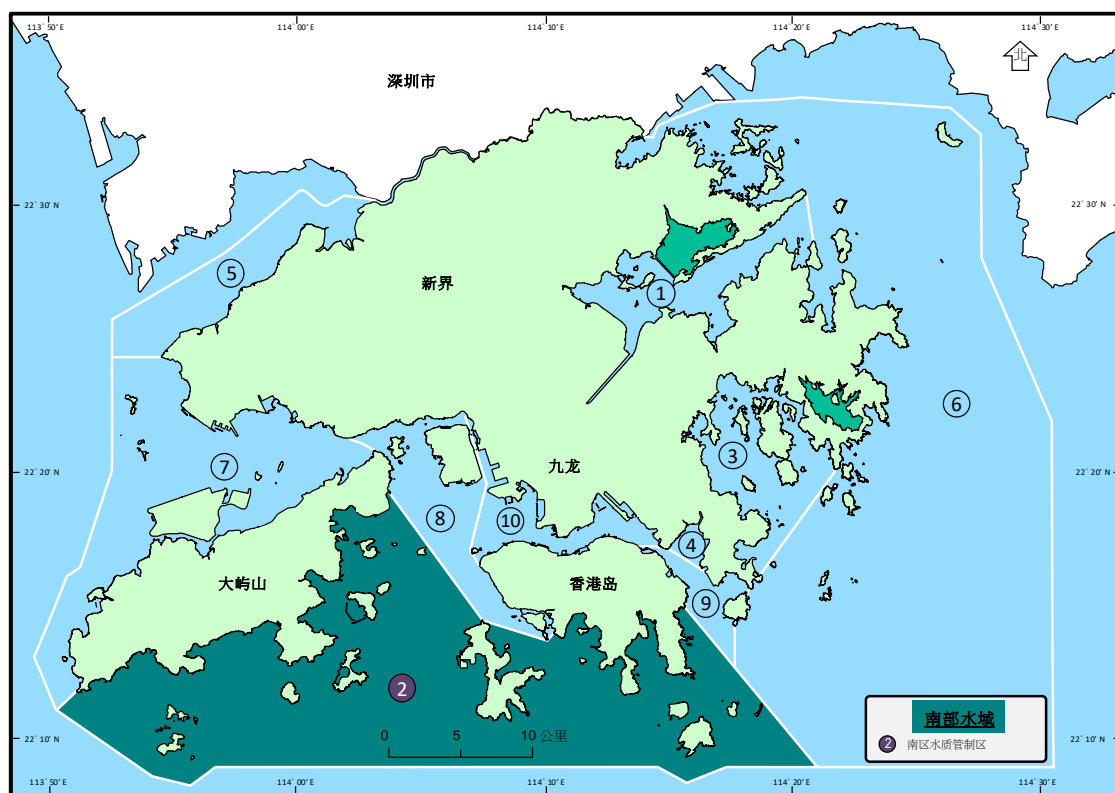 113° 50' E
114° 00' E
114° 10' E
114° 20' E
114° 30' E
北
深圳市
22° 30' N
22° 30' N
5
新界
1
6
3
7
22° 20' N
九龙
22° 20' N
8
10
4
大屿山
香港岛
9
2
南部水域
0 5 10 公里
22° 10' N
2 南区水质管制区
22° 10' N
113° 50' E
114° 00' E
114° 10' E
114° 20' E
114° 30' E